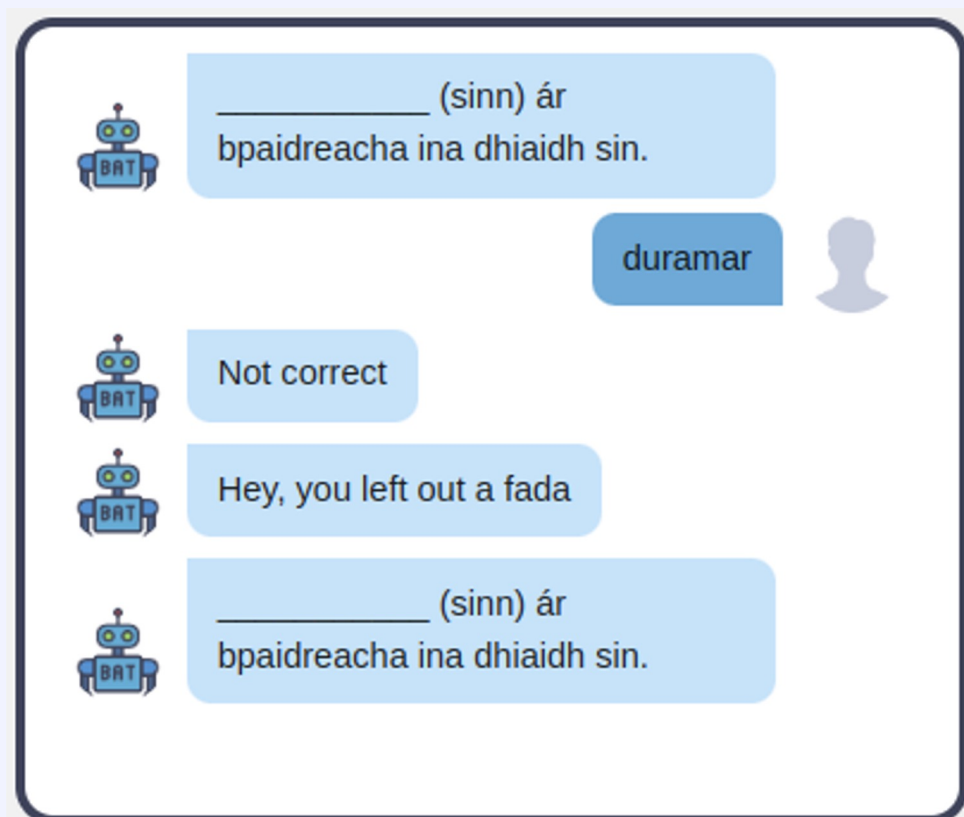 ___________ (sinn) ár
bpaidreacha ina dhiaidh sin.
BAT
duramar
Not correct
BAT
Hey, you left out a fada
BAT
___________ (sinn) ár
bpaidreacha ina dhiaidh sin.
BAT